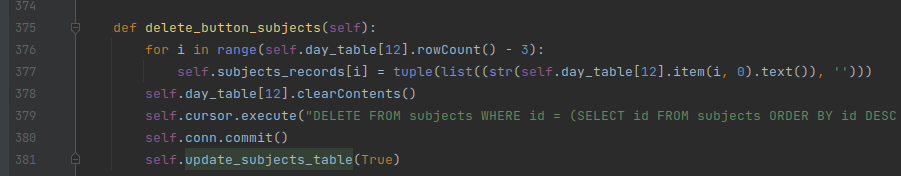 374
375 def delete_button_subjects(self):
376 for i in range(self.day_table[12].rowCount() - 3):
377 self.subjects_records[i] = tuple(list((str(self.day_table[12].item(i, 0).text()), '')))
378 self.day_table[12].clearContents()
379 self.cursor.execute("DELETE FROM subjects WHERE id = (SELECT id FROM subjects ORDER BY id DESC
380 self.conn.commit()
381 self.update_subjects_table(True)